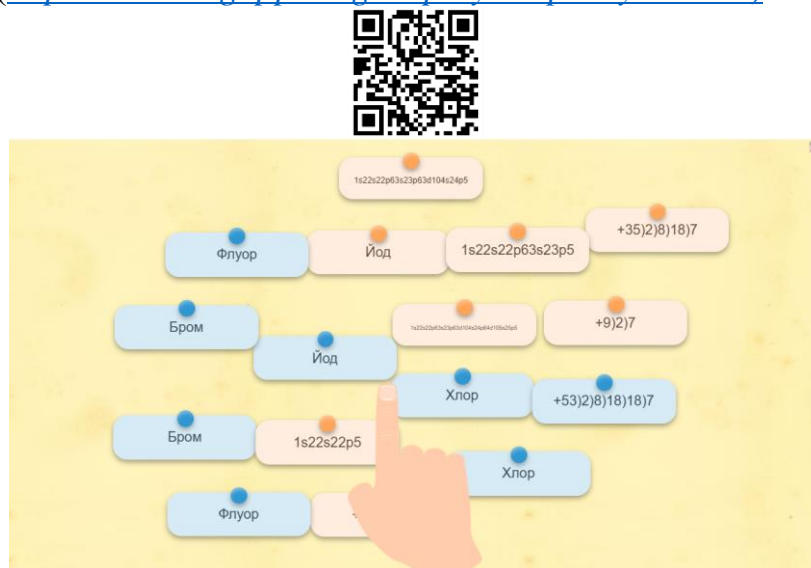 1s22s22p63s23p63d104s24p5
+35)2)8)18)7
Флуор
Йод
1s22s22p63s23p5
Бром
1s22s22p63s23p63d104s24p64d105s25p5
+9)2)7
Йод
Хлор
+53)2)8)18)18)7
Бром
1s22s22p5
Хлор
Флуор